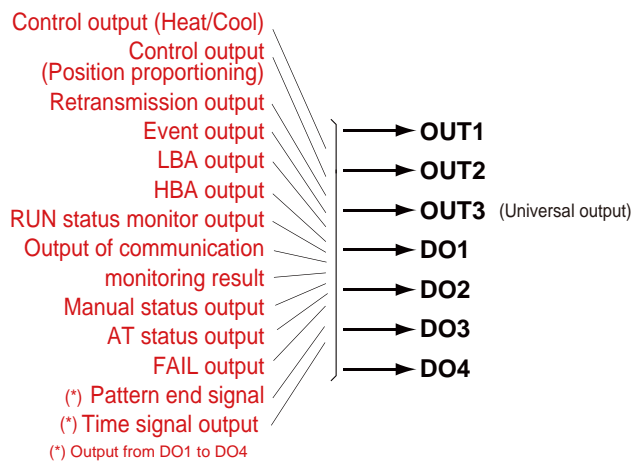 Control output (Heat/Cool)
Control output
(Position proportioning)
Retransmission output
Event output
LBA output
HBA output
RUN status monitor output
Output of communication
monitoring result
Manual status output
AT status output
FAIL output
(*) Pattern end signal
(*) Time signal output
(*) Output from DO1 to DO4
OUT1
OUT2
OUT3 (Universal output)
DO1
DO2
DO3
DO4